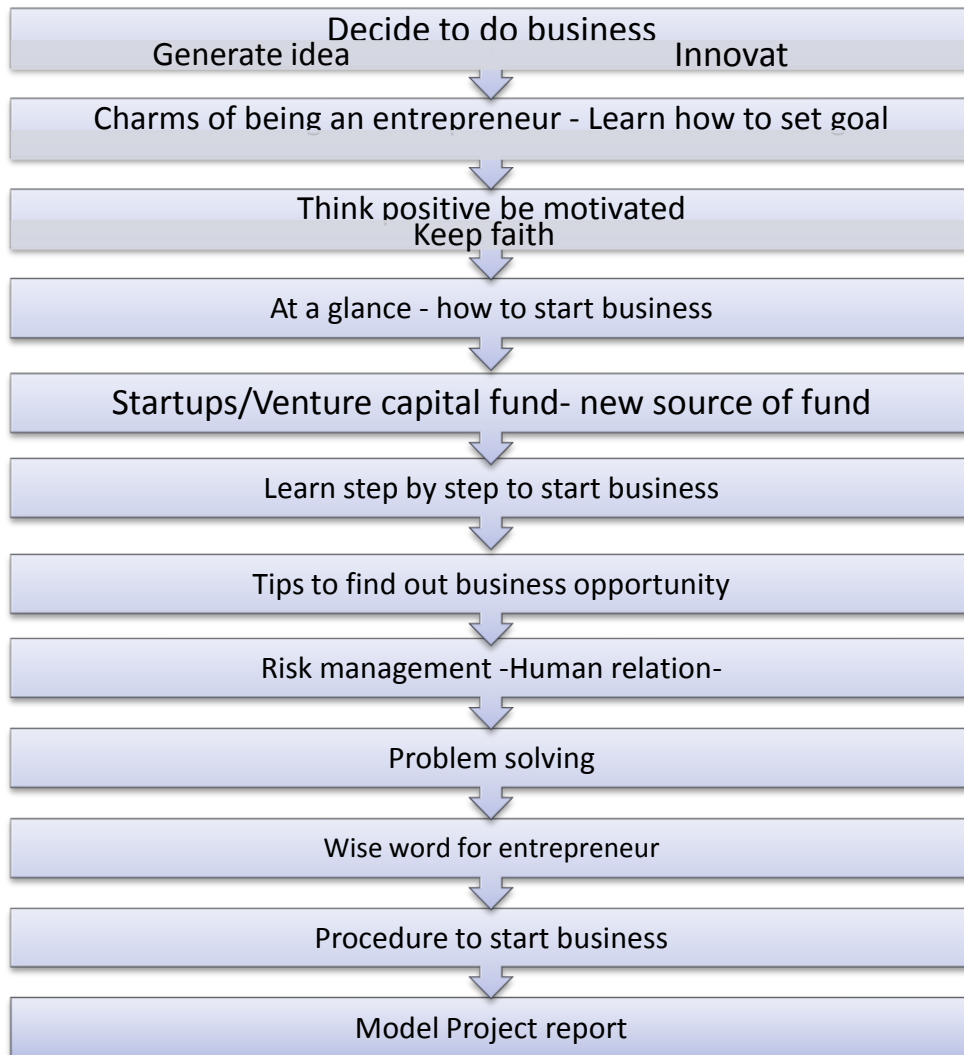 Decide to do business
Generate idea Innovat
Charms of being an entrepreneur - Learn how to set goal
Think positive be motivated
Keep faith
At a glance - how to start business
Startups/Venture capital fund- new source of fund
Learn step by step to start business
Tips to find out business opportunity
Risk management -Human relation-
Problem solving
Wise word for entrepreneur
Procedure to start business
Model Project report